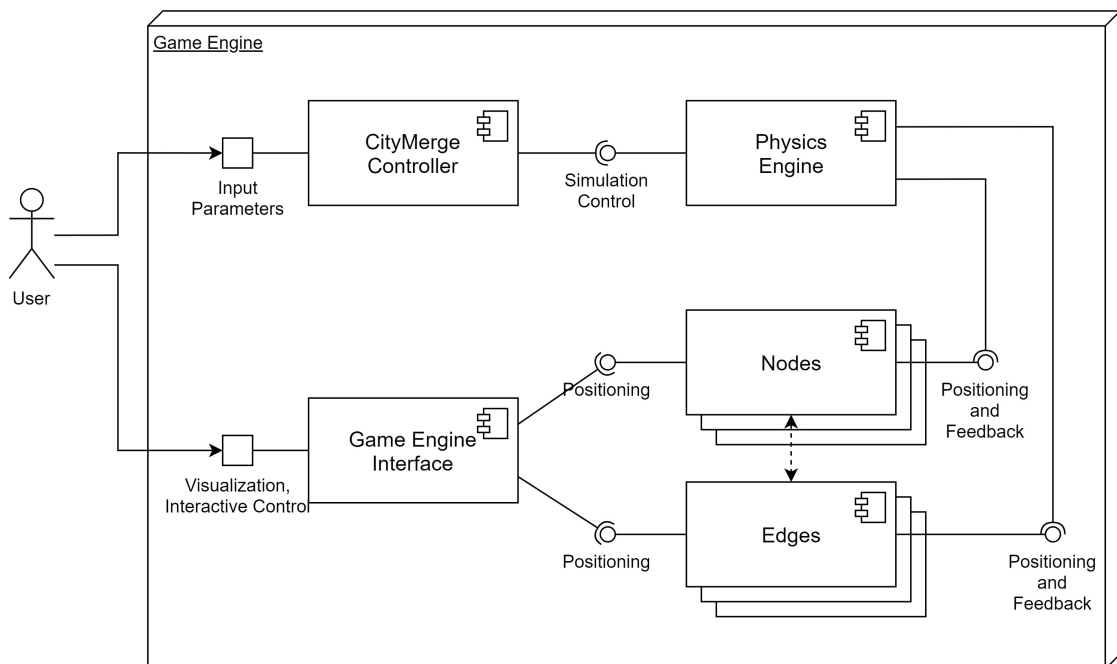 Game Engine
CityMerge
Controller
Physics
Engine
Input
Parameters
Simulation
Control
User
Nodes
Positioning
Positioning
and
Feedback
Game Engine
Interface
Visualization,
Interactive Control
Edges
Positioning
Positioning
and
Feedback